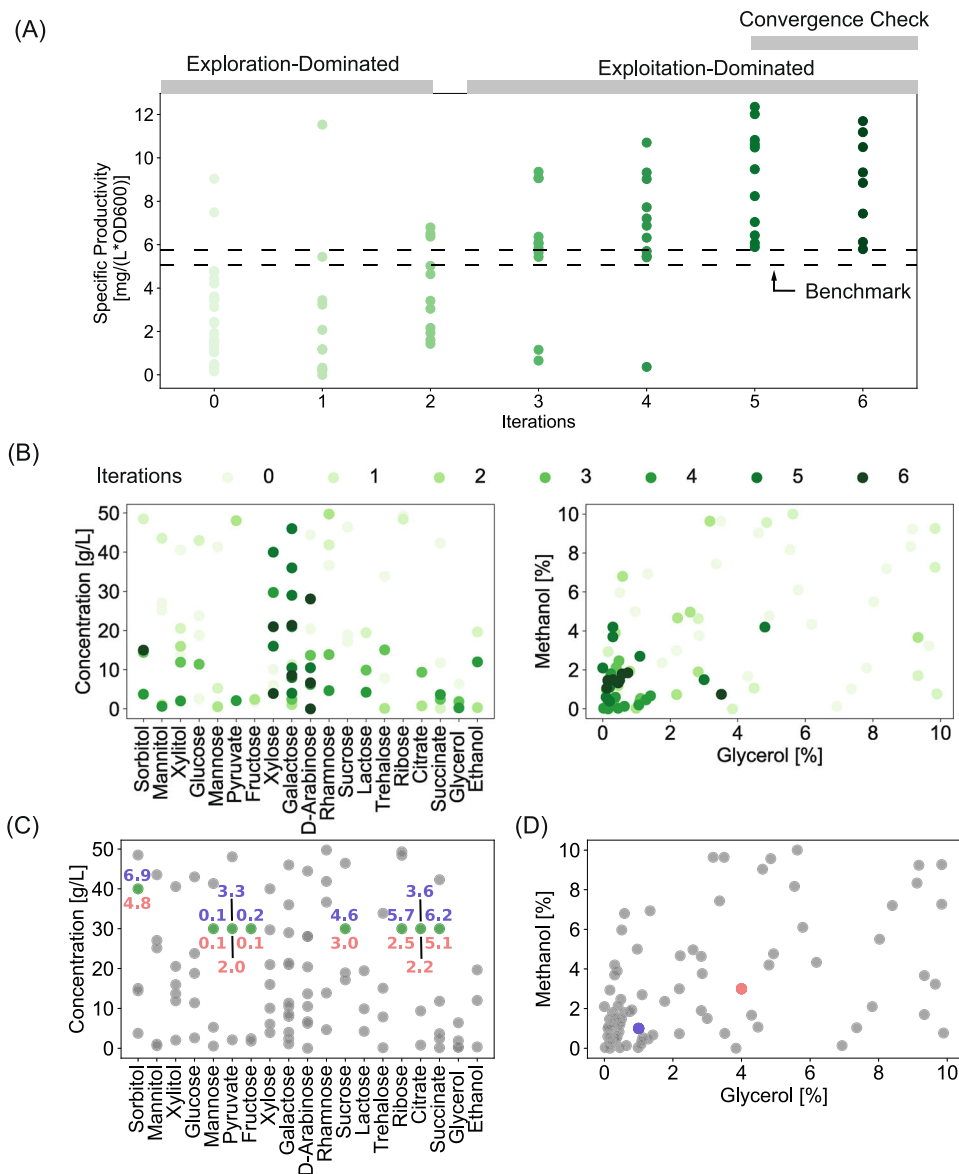 (A)
Convergence Check
Exploration-Dominated
Exploitation-Dominated
Specific Productivity
[mg/(L*OD600)]
12
10
8
6
4
2
0
Benchmark
0 1 2 3 4 5 6
Iterations
(B)
Iterations 0 1 2 3 4 5 6
Concentration [g/L]
50
40
30
20
10
0
Sorbitol
Mannitol
Xylitol
Glucose
Mannose
Pyruvate
Fructose
Xylose
Galactose
D-Arabinose
Rhamnose
Sucrose
Lactose
Trehalose
Ribose
Citrate
Succinate
Glycerol
Ethanol
Methanol [%]
10
8
6
4
2
0
0 2 4 6 8 10
Glycerol [%]
(C)
Concentration [g/L]
50
40
30
20
10
0
6.9
4.8
3.3
0.1 0.2
0.1 0.1
2.0
4.6
3.0
3.6
5.7 6.2
2.5 5.1
2.2
Sorbitol
Mannitol
Xylitol
Glucose
Mannose
Pyruvate
Fructose
Xylose
Galactose
D-Arabinose
Rhamnose
Sucrose
Lactose
Trehalose
Ribose
Citrate
Succinate
Glycerol
Ethanol
(D)
Methanol [%]
10
8
6
4
2
0
0 2 4 6 8 10
Glycerol [%]